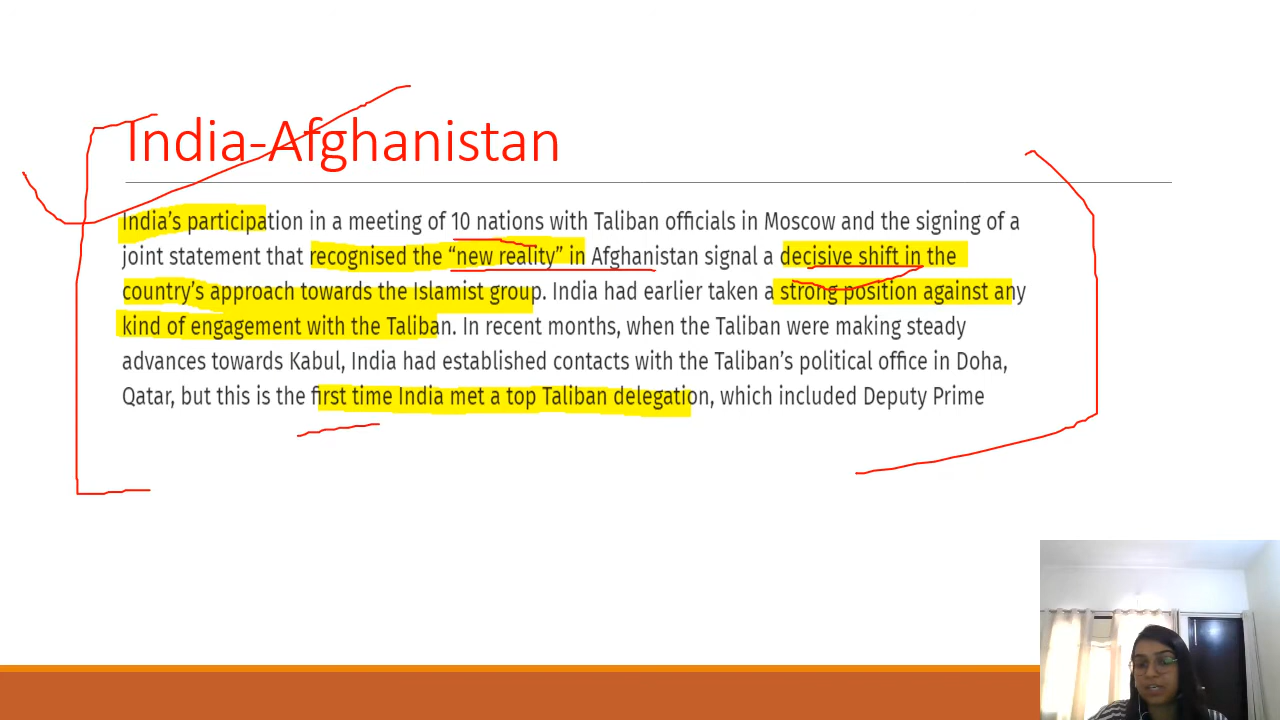 India-Afghanistan
India's participation in a meeting of 10 nations with Taliban officials in Moscow and the signing of a
joint statement that recognised the “new reality” in Afghanistan signal a decisive shift in the
country's approach towards the Islamist group. India had earlier taken a strong position against any
kind of engagement with the Taliban. In recent months, when the Taliban were making steady
advances towards Kabul, India had established contacts with the Taliban's political office in Doha,
Qatar, but this is the first time India met a top Taliban delegation, which included Deputy Prime